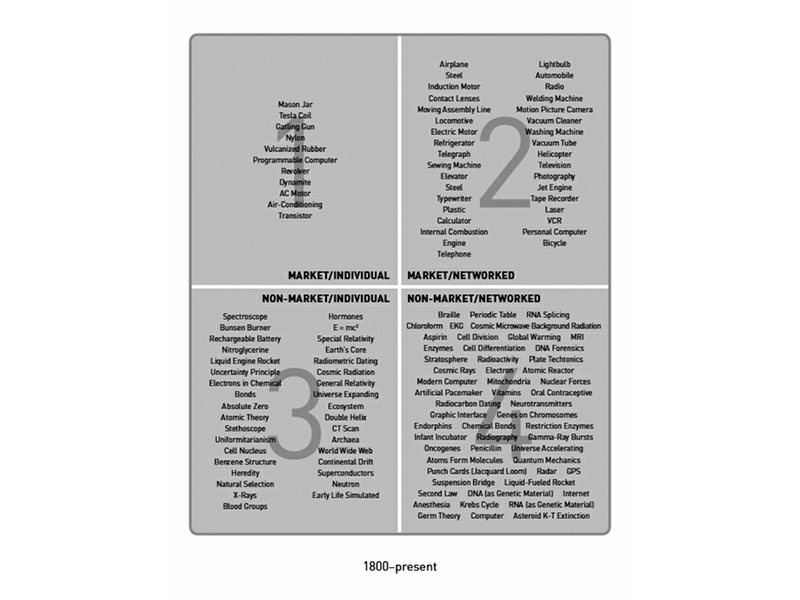 Mason Jar
Tesla Coil
Gatling Gun
Nylon
Vulcanized Rubber
Programmable Computer
Revolver
Dynamite
AC Motor
Air-Conditioning
Transistor
1
MARKET/INDIVIDUAL
Airplane
Steel
Induction Motor
Contact Lenses
Moving Assembly Line
Locomotive
Electric Motor
Refrigerator
Telegraph
Sewing Machine
Elevator
Steel
Typewriter
Plastic
Calculator
Internal Combustion
Engine
Telephone
Lightbulb
Automobile
Radio
Welding Machine
Motion Picture Camera
Vacuum Cleaner
Washing Machine
Vacuum Tube
Helicopter
Television
Photography
Jet Engine
Tape Recorder
Laser
VCR
Personal Computer
Bicycle
2
MARKET/NETWORKED
NON-MARKET/INDIVIDUAL
Spectroscope
Bunsen Burner
Rechargeable Battery
Nitroglycerine
Liquid Engine Rocket
Uncertainty Principle
Electrons in Chemical
Bonds
Absolute Zero
Atomic Theory
Stethoscope
Uniformitarianism
Cell Nucleus
Benzene Structure
Heredity
Natural Selection
X-Rays
Blood Groups
Hormones
E = mc²
Special Relativity
Earth's Core
Radiometric Dating
Cosmic Radiation
General Relativity
Universe Expanding
Ecosystem
Double Helix
CT Scan
Archaea
World Wide Web
Continental Drift
Superconductors
Neutron
Early Life Simulated
3
NON-MARKET/NETWORKED
Braille Periodic Table RNA Splicing
Chloroform EKG Cosmic Microwave Background Radiation
Aspirin Cell Division Global Warming MRI
Enzymes Cell Differentiation DNA Forensics
Stratosphere Radioactivity Plate Techtonics
Cosmic Rays Electron Atomic Reactor
Modern Computer Mitochondria Nuclear Forces
Artificial Pacemaker Vitamins Oral Contraceptive
Radiocarbon Dating Neurotransmitters
Graphic Interface Genes on Chromosomes
Endorphins Chemical Bonds Restriction Enzymes
Infant Incubator Radiography Gamma-Ray Bursts
Oncogenes Penicillin Universe Accelerating
Atoms Form Molecules Quantum Mechanics
Punch Cards (Jacquard Loom) Radar GPS
Suspension Bridge Liquid-Fueled Rocket
Second Law DNA (as Genetic Material) Internet
Anesthesia Krebs Cycle RNA (as Genetic Material)
Germ Theory Computer Asteroid K-T Extinction
4
1800–present